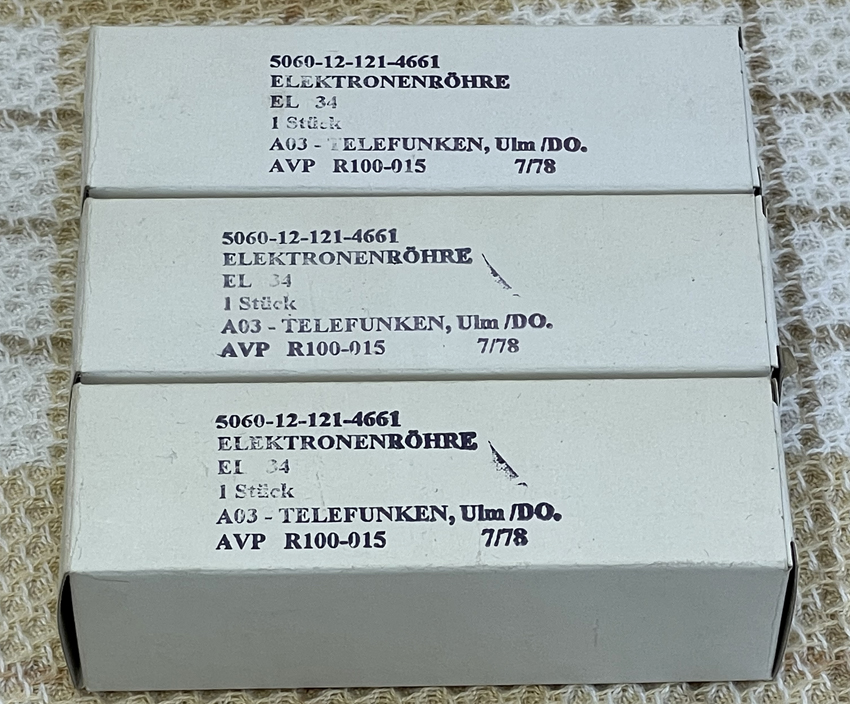 5060-12-121-4661
ELEKTRONENRÖHRE
EL 34
1 Stück
A03 - TELEFUNKEN, Ulm /DO.
AVP R100-015 7/78
5060-12-121-4661
ELEKTRONENRÖHRE
EL 34
1 Stück
A03 - TELEFUNKEN, Ulm /DO.
AVP R100-015 7/78
5060-12-121-4661
ELEKTRONENRÖHRE
EL 34
1 Stück
A03 - TELEFUNKEN, Ulm /DO.
AVP R100-015 7/78